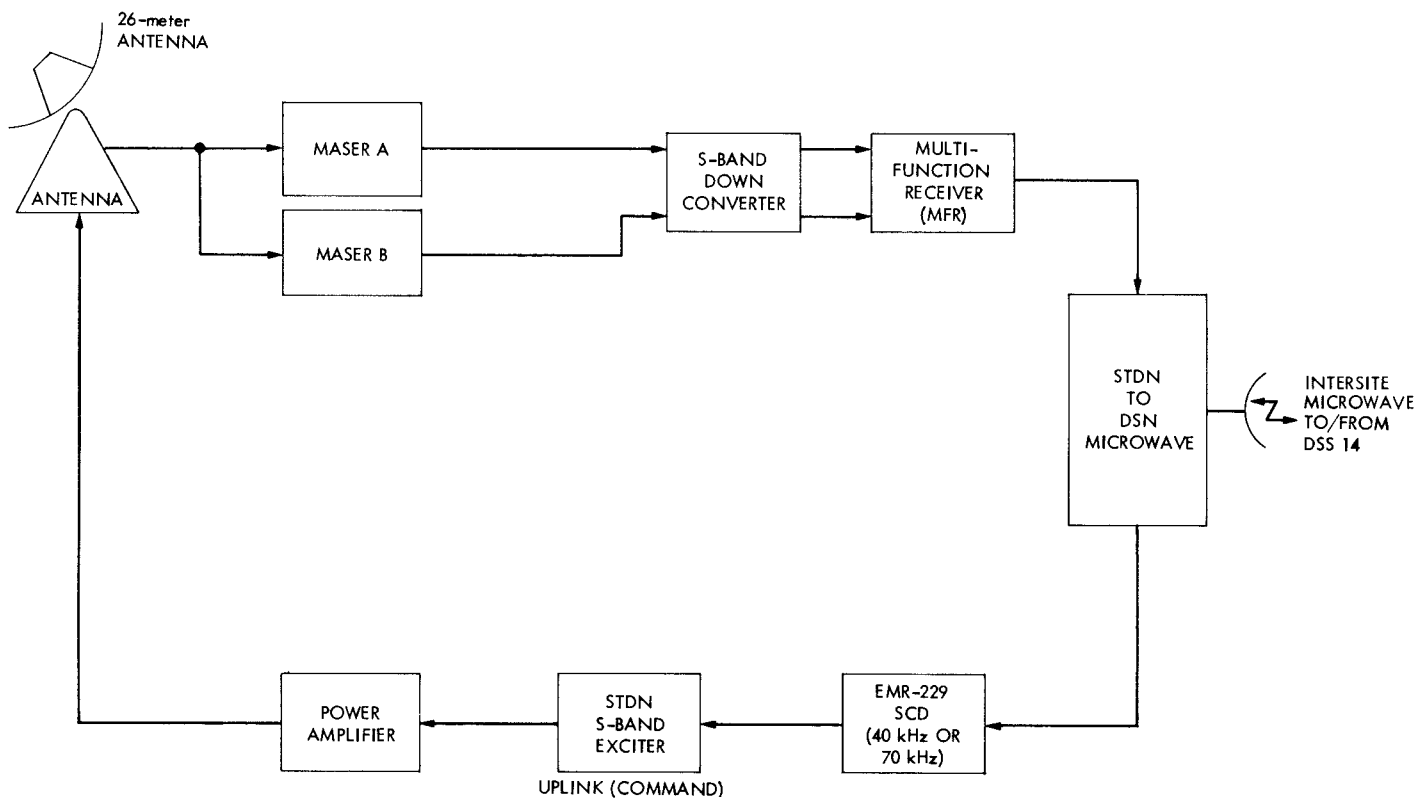 26-meter
ANTENNA
ANTENNA
MASER A
MASER B
S-BAND
DOWN
CONVERTER
MULTI-
FUNCTION
RECEIVER
(MFR)
STDN
TO
DSN
MICROWAVE
INTERSITE
MICROWAVE
TO/FROM
DSS 14
POWER
AMPLIFIER
STDN
S-BAND
EXCITER
UPLINK (COMMAND)
EMR-229
SCD
(40 kHz OR
70 kHz)